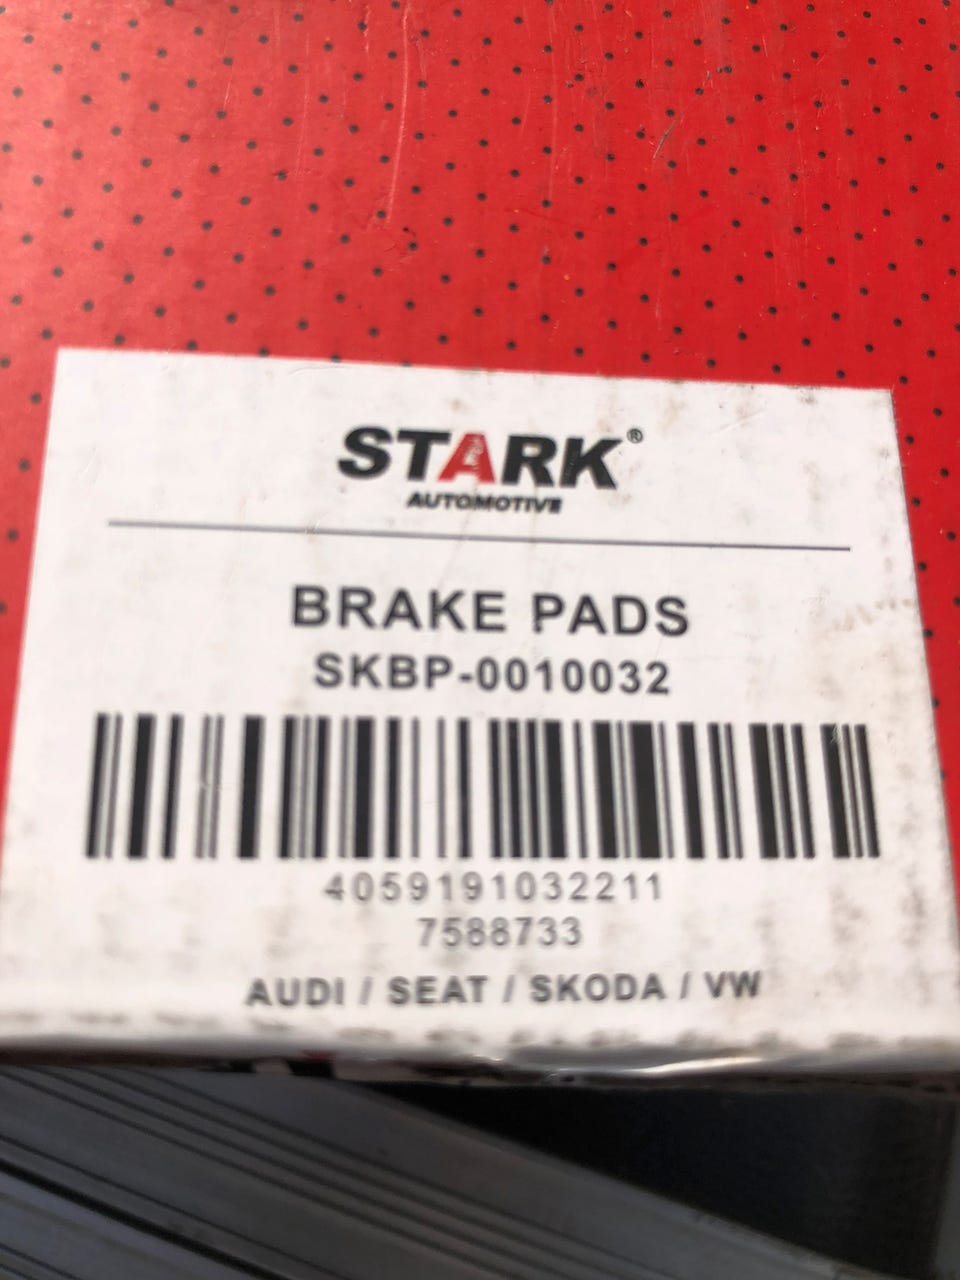 STARK®
AUTOMOTIVE
BRAKE PADS
SKBP-0010032
4059191032211
7588733
AUDI / SEAT / SKODA / VW